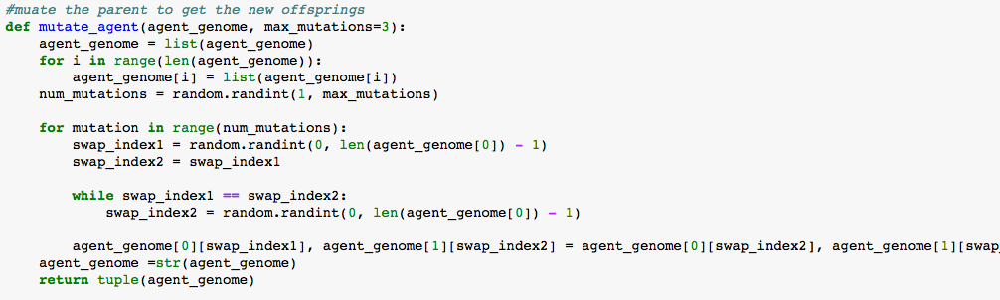 #muate the parent to get the new offsprings
def mutate_agent(agent_genome, max_mutations=3):
    agent_genome = list(agent_genome)
    for i in range(len(agent_genome)):
        agent_genome[i] = list(agent_genome[i])
    num_mutations = random.randint(1, max_mutations)

    for mutation in range(num_mutations):
        swap_index1 = random.randint(0, len(agent_genome[0]) - 1)
        swap_index2 = swap_index1

        while swap_index1 == swap_index2:
            swap_index2 = random.randint(0, len(agent_genome[0]) - 1)

        agent_genome[0][swap_index1], agent_genome[1][swap_index2] = agent_genome[0][swap_index2], agent_genome[1][swap_
    agent_genome =str(agent_genome)
    return tuple(agent_genome)